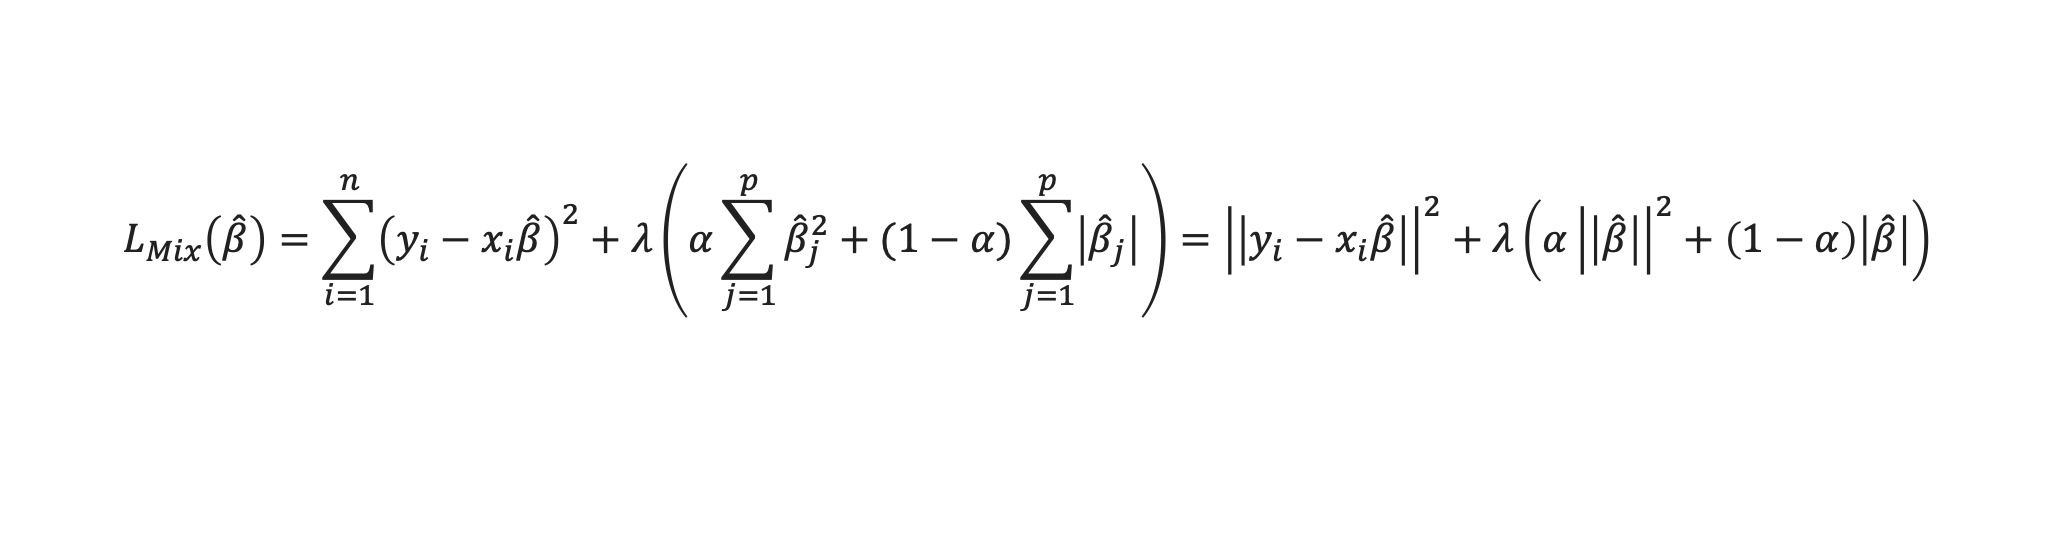 $L_{Mix}(\hat{\beta}) = \sum_{i=1}^{n} (y_i - x_i\hat{\beta})^2 + \lambda \left( \alpha \sum_{j=1}^{p} \hat{\beta}_j^2 + (1 - \alpha) \sum_{j=1}^{p} |\hat{\beta}_j| \right) = \left| |y_i - x_i\hat{\beta}| \right|^2 + \lambda \left( \alpha \left| |\hat{\beta}| \right|^2 + (1 - \alpha)|\hat{\beta}| \right)$